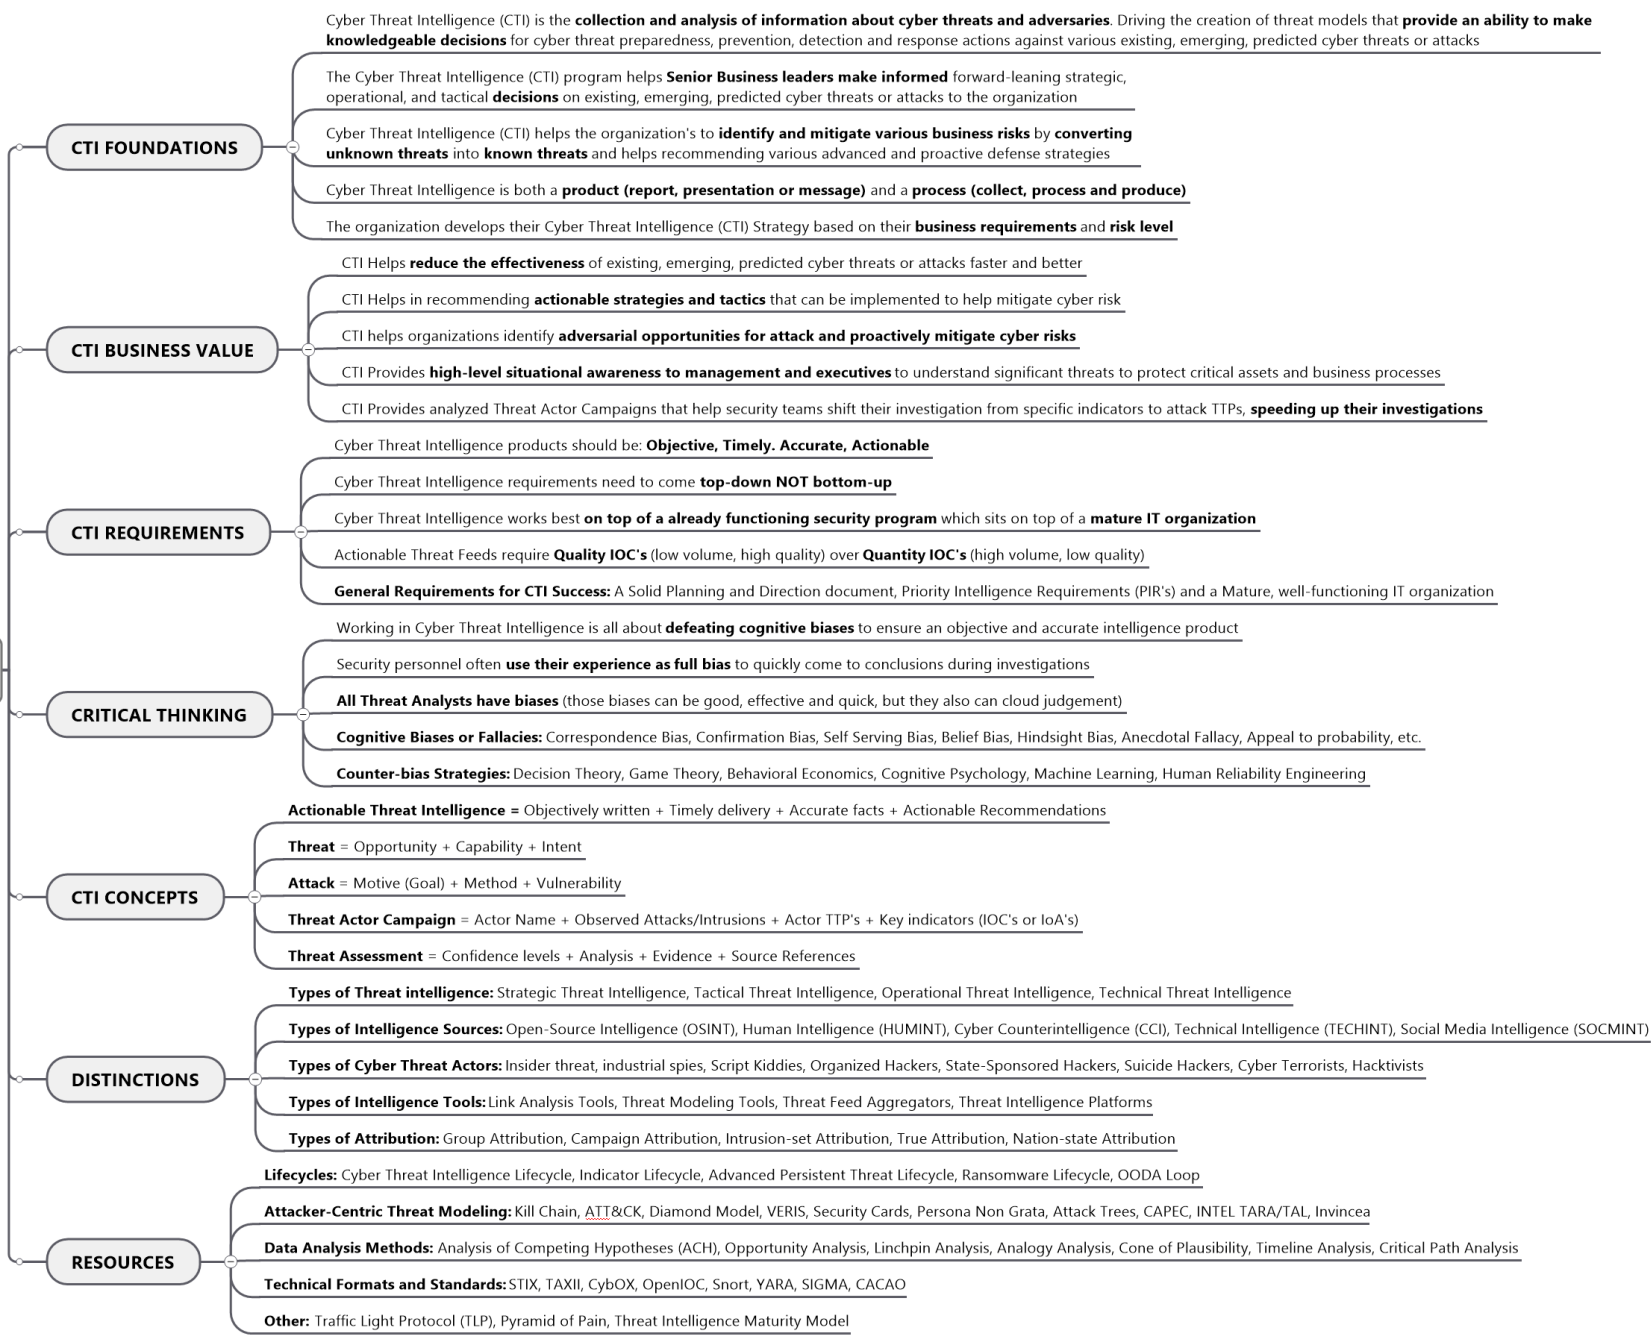 Cyber Threat Intelligence (CTI) is the collection and analysis of information about cyber threats and adversaries. Driving the creation of threat models that provide an ability to make
knowledgeable decisions for cyber threat preparedness, prevention, detection and response actions against various existing, emerging, predicted cyber threats or attacks
The Cyber Threat Intelligence (CTI) program helps Senior Business leaders make informed forward-leaning strategic,
operational, and tactical decisions on existing, emerging, predicted cyber threats or attacks to the organization
CTI FOUNDATIONS
Cyber Threat Intelligence (CTI) helps the organization's to identify and mitigate various business risks by converting
unknown threats into known threats and helps recommending various advanced and proactive defense strategies
Cyber Threat Intelligence is both a product (report, presentation or message) and a process (collect, process and produce)
The organization develops their Cyber Threat Intelligence (CTI) Strategy based on their business requirements and risk level
CTI Helps reduce the effectiveness of existing, emerging, predicted cyber threats or attacks faster and better
CTI Helps in recommending actionable strategies and tactics that can be implemented to help mitigate cyber risk
CTI BUSINESS VALUE
CTI helps organizations identify adversarial opportunities for attack and proactively mitigate cyber risks
CTI Provides high-level situational awareness to management and executives to understand significant threats to protect critical assets and business processes
CTI Provides analyzed Threat Actor Campaigns that help security teams shift their investigation from specific indicators to attack TTPs, speeding up their investigations
Cyber Threat Intelligence products should be: Objective, Timely. Accurate, Actionable
Cyber Threat Intelligence requirements need to come top-down NOT bottom-up
CTI REQUIREMENTS
Cyber Threat Intelligence works best on top of a already functioning security program which sits on top of a mature IT organization
Actionable Threat Feeds require Quality IOC's (low volume, high quality) over Quantity IOC's (high volume, low quality)
General Requirements for CTI Success: A Solid Planning and Direction document, Priority Intelligence Requirements (PIR's) and a Mature, well-functioning IT organization
Working in Cyber Threat Intelligence is all about defeating cognitive biases to ensure an objective and accurate intelligence product
Security personnel often use their experience as full bias to quickly come to conclusions during investigations
CRITICAL THINKING
All Threat Analysts have biases (those biases can be good, effective and quick, but they also can cloud judgement)
Cognitive Biases or Fallacies: Correspondence Bias, Confirmation Bias, Self Serving Bias, Belief Bias, Hindsight Bias, Anecdotal Fallacy, Appeal to probability, etc.
Counter-bias Strategies: Decision Theory, Game Theory, Behavioral Economics, Cognitive Psychology, Machine Learning, Human Reliability Engineering
Actionable Threat Intelligence = Objectively written + Timely delivery + Accurate facts + Actionable Recommendations
Threat = Opportunity + Capability + Intent
CTI CONCEPTS
Attack = Motive (Goal) + Method + Vulnerability
Threat Actor Campaign = Actor Name + Observed Attacks/Intrusions + Actor TTP's + Key indicators (IOC's or IoA's)
Threat Assessment = Confidence levels + Analysis + Evidence + Source References
Types of Threat intelligence: Strategic Threat Intelligence, Tactical Threat Intelligence, Operational Threat Intelligence, Technical Threat Intelligence
Types of Intelligence Sources: Open-Source Intelligence (OSINT), Human Intelligence (HUMINT), Cyber Counterintelligence (CCI), Technical Intelligence (TECHINT), Social Media Intelligence (SOCMINT)
DISTINCTIONS
Types of Cyber Threat Actors: Insider threat, industrial spies, Script Kiddies, Organized Hackers, State-Sponsored Hackers, Suicide Hackers, Cyber Terrorists, Hacktivists
Types of Intelligence Tools: Link Analysis Tools, Threat Modeling Tools, Threat Feed Aggregators, Threat Intelligence Platforms
Types of Attribution: Group Attribution, Campaign Attribution, Intrusion-set Attribution, True Attribution, Nation-state Attribution
Lifecycles: Cyber Threat Intelligence Lifecycle, Indicator Lifecycle, Advanced Persistent Threat Lifecycle, Ransomware Lifecycle, OODA Loop
Attacker-Centric Threat Modeling: Kill Chain, ATT&CK, Diamond Model, VERIS, Security Cards, Persona Non Grata, Attack Trees, CAPEC, INTEL TARA/TAL, Invincea
RESOURCES
Data Analysis Methods: Analysis of Competing Hypotheses (ACH), Opportunity Analysis, Linchpin Analysis, Analogy Analysis, Cone of Plausibility, Timeline Analysis, Critical Path Analysis
Technical Formats and Standards: STIX, TAXII, CybOX, OpenIOC, Snort, YARA, SIGMA, CACAO
Other: Traffic Light Protocol (TLP), Pyramid of Pain, Threat Intelligence Maturity Model